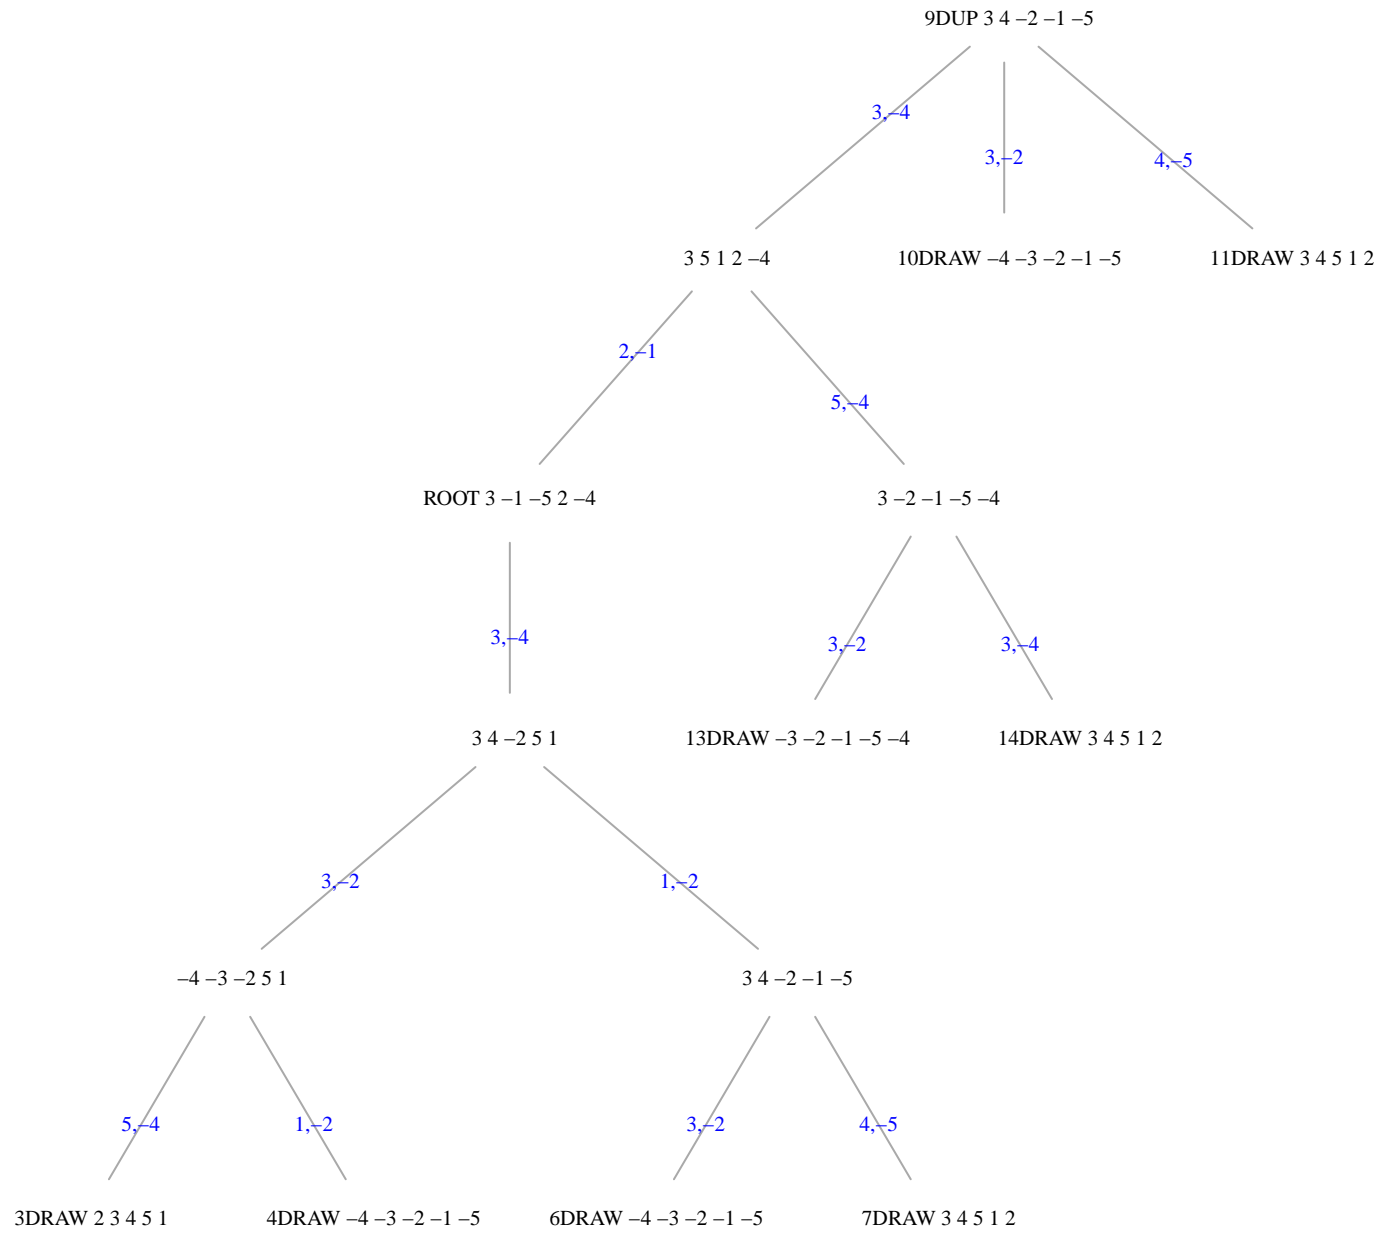 9DUP 3 4 –2 –1 –5
3,–4
3,–2
4,–5
3 5 1 2 –4
10DRAW –4 –3 –2 –1 –5
11DRAW 3 4 5 1 2
2,–1
5,–4
ROOT 3 –1 –5 2 –4
3 –2 –1 –5 –4
3,–4
3,–2
3,–4
3 4 –2 5 1
13DRAW –3 –2 –1 –5 –4
14DRAW 3 4 5 1 2
3,–2
1,–2
–4 –3 –2 5 1
3 4 –2 –1 –5
5,–4
1,–2
3,–2
4,–5
3DRAW 2 3 4 5 1
4DRAW –4 –3 –2 –1 –5
6DRAW –4 –3 –2 –1 –5
7DRAW 3 4 5 1 2